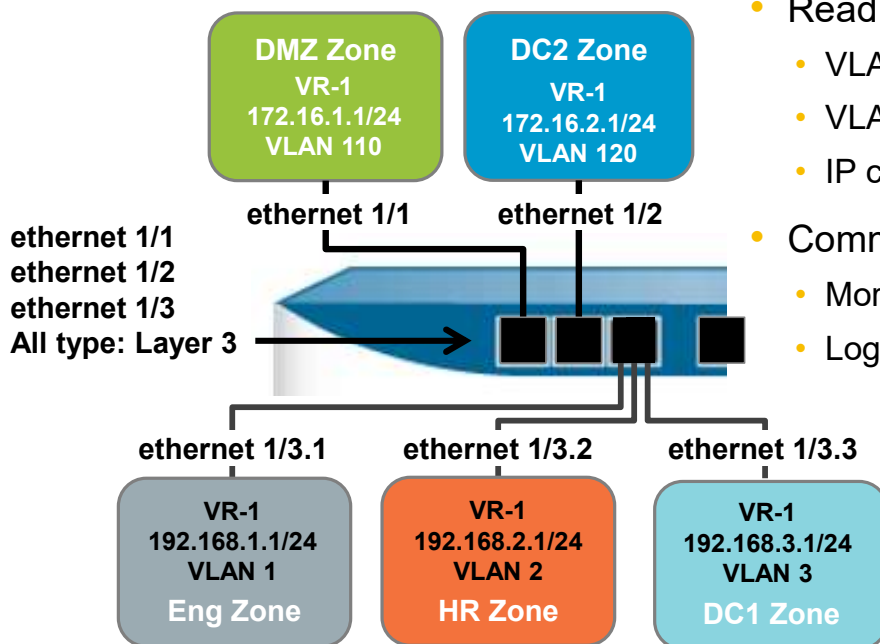 DMZ Zone
VR-1
172.16.1.1/24
VLAN 110
DC2 Zone
VR-1
172.16.2.1/24
VLAN 120
ethernet 1/1
ethernet 1/2
ethernet 1/1
ethernet 1/2
ethernet 1/3
All type: Layer 3
ethernet 1/3.1
ethernet 1/3.2
ethernet 1/3.3
VR-1
192.168.1.1/24
VLAN 1
Eng Zone
VR-1
192.168.2.1/24
VLAN 2
HR Zone
VR-1
192.168.3.1/24
VLAN 3
DC1 Zone
• Read
• VLA
• VLA
• IP c
• Com
• Mor
• Log